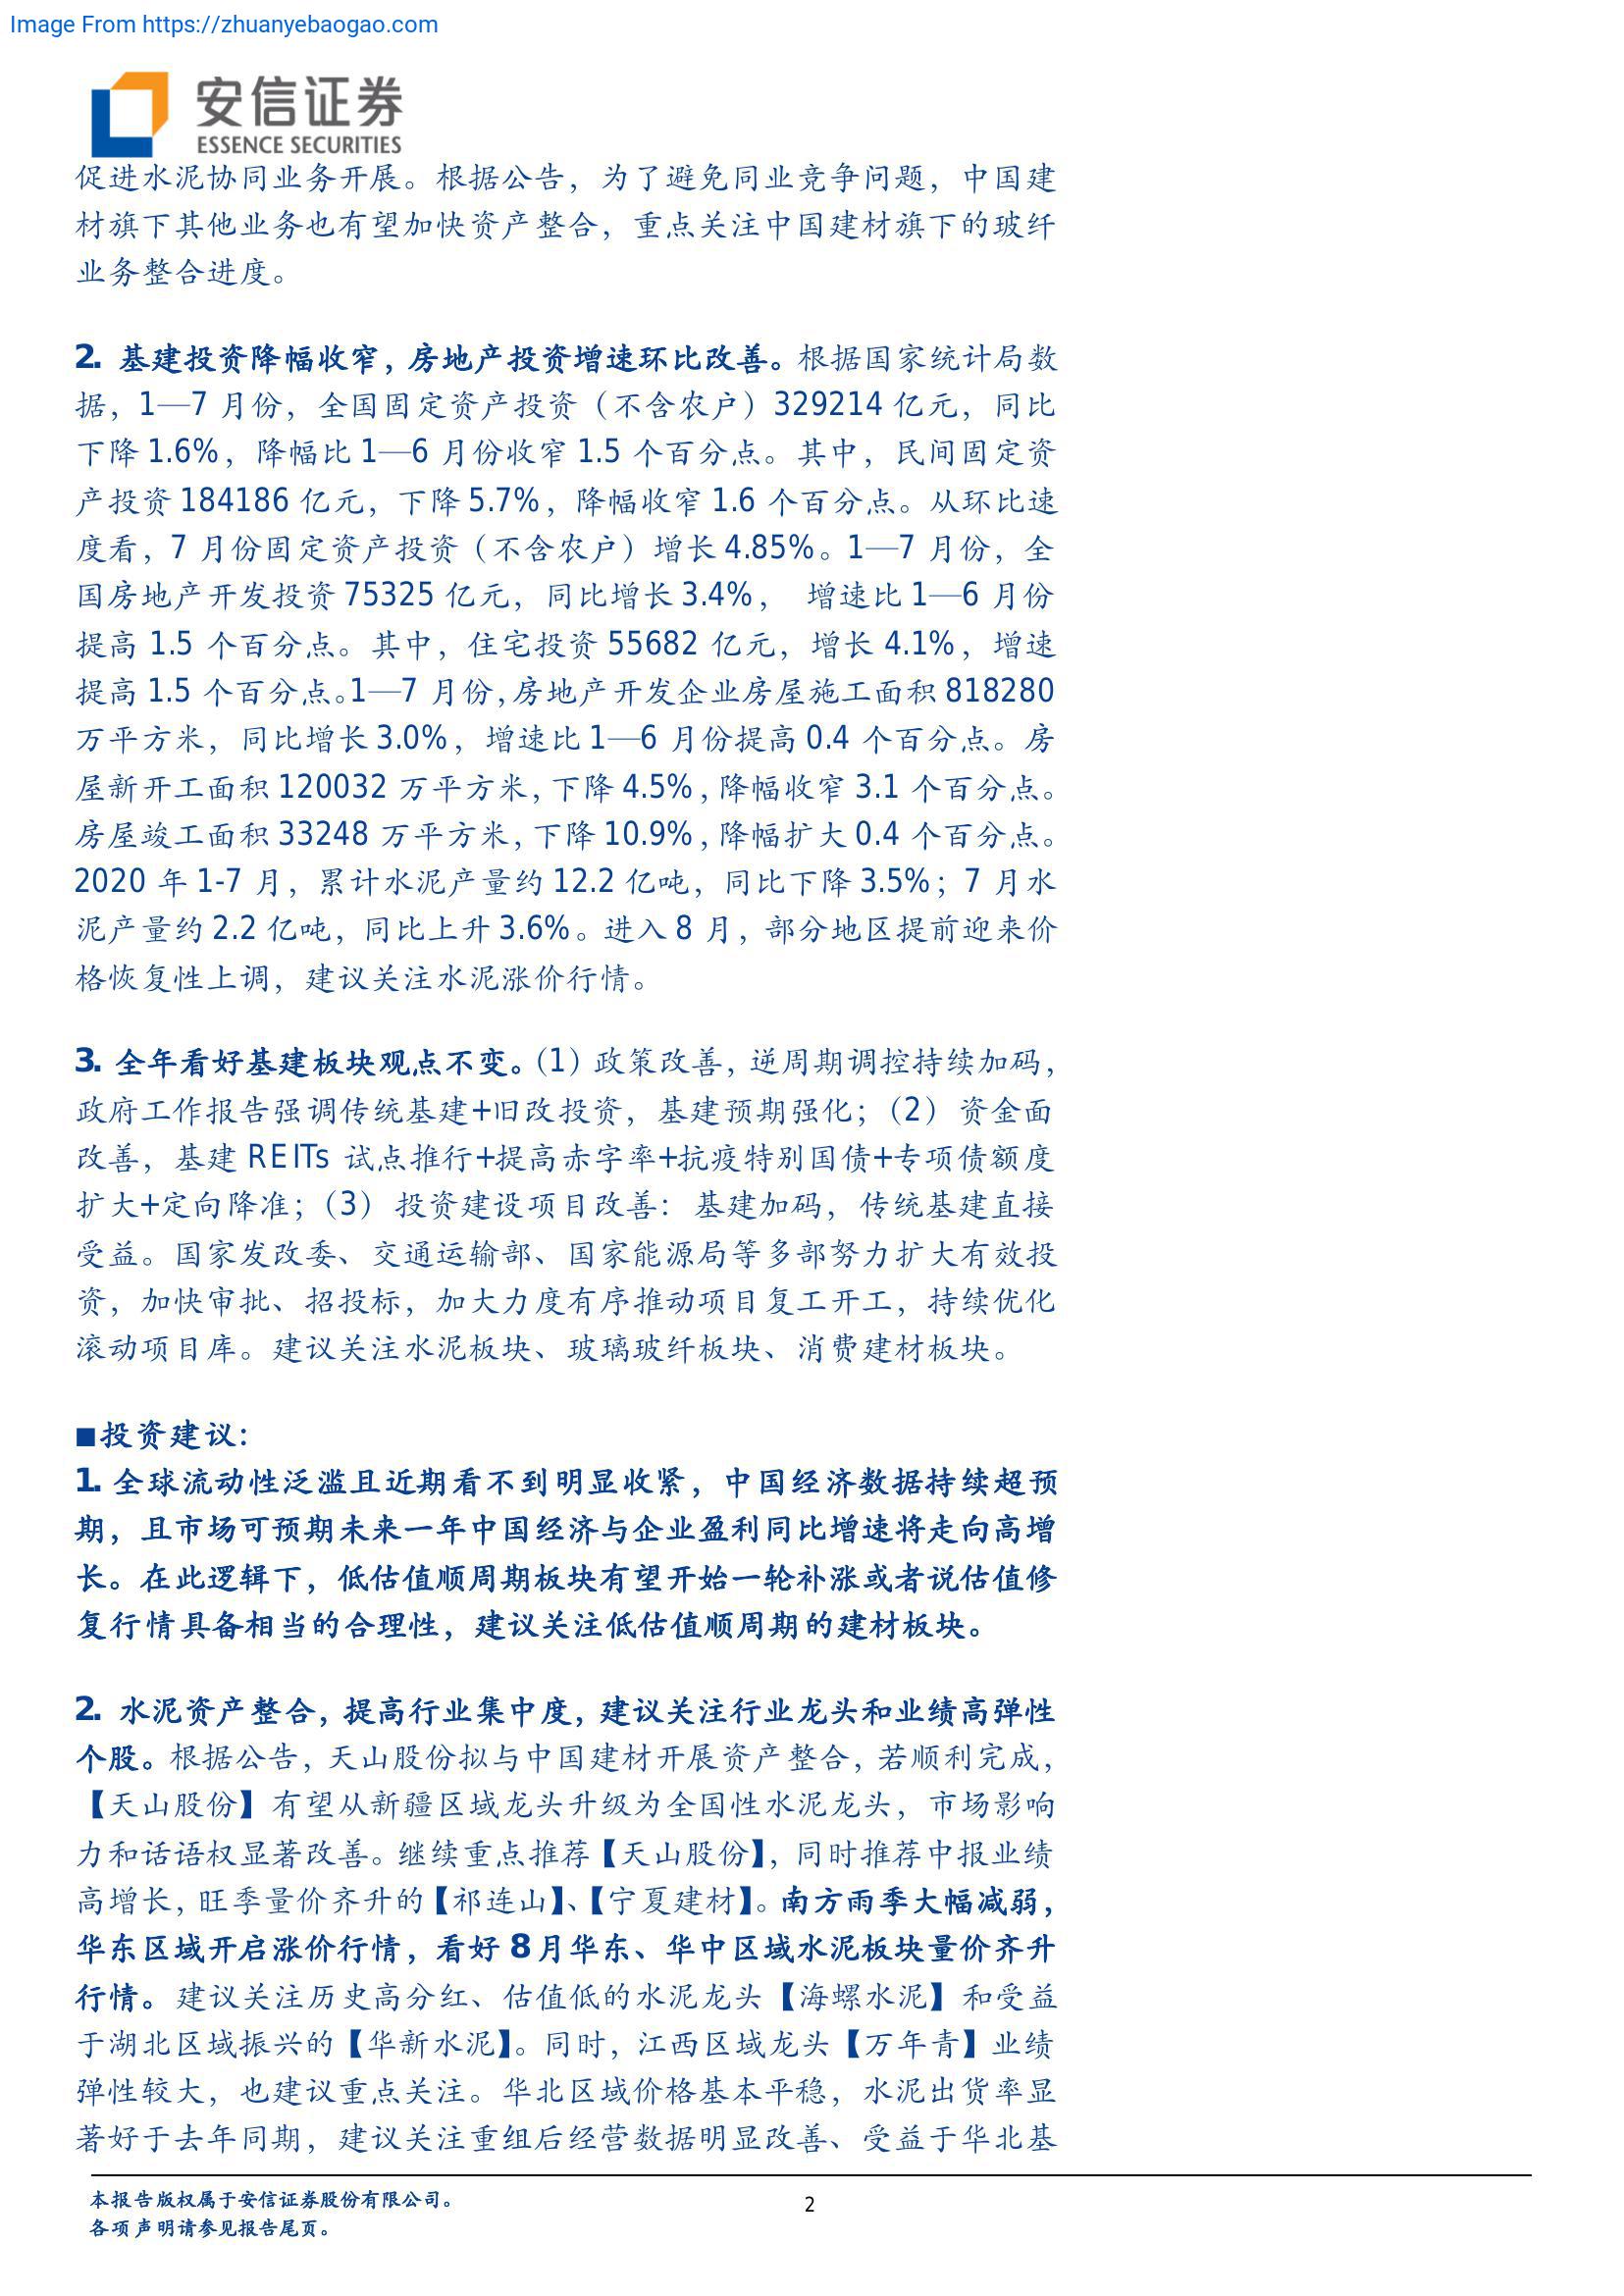 Image From https://zhuanyebaogao.com
安信证券
ESSENCE SECURITIES
促进水泥协同业务开展。根据公告，为了避免同业竞争问题，中国建
材旗下其他业务也有望加快资产整合，重点关注中国建材旗下的玻纤
业务整合进度。
2. 基建投资降幅收窄，房地产投资增速环比改善。根据国家统计局数
据，1—7 月份，全国固定资产投资（不含农户）329214 亿元，同比
下降 1.6%，降幅比 1—6 月份收窄 1.5 个百分点。其中，民间固定资
产投资 184186 亿元，下降 5.7%，降幅收窄 1.6 个百分点。从环比速
度看，7 月份固定资产投资（不含农户）增长 4.85%。1—7 月份，全
国房地产开发投资 75325 亿元，同比增长 3.4%， 增速比 1—6 月份
提高 1.5 个百分点。其中，住宅投资 55682 亿元，增长 4.1%，增速
提高 1.5 个百分点。1—7 月份，房地产开发企业房屋施工面积 818280
万平方米，同比增长 3.0%，增速比 1—6 月份提高 0.4 个百分点。房
屋新开工面积 120032 万平方米，下降 4.5%，降幅收窄 3.1 个百分点。
房屋竣工面积 33248 万平方米，下降 10.9%，降幅扩大 0.4 个百分点。
2020 年 1-7 月，累计水泥产量约 12.2 亿吨，同比下降 3.5%；7 月水
泥产量约 2.2 亿吨，同比上升 3.6%。进入 8 月，部分地区提前迎来价
格恢复性上调，建议关注水泥涨价行情。
3. 全年看好基建板块观点不变。（1）政策改善，逆周期调控持续加码，
政府工作报告强调传统基建+旧改投资，基建预期强化；（2）资金面
改善，基建 REITs 试点推行+提高赤字率+抗疫特别国债+专项债额度
扩大+定向降准；（3）投资建设项目改善：基建加码，传统基建直接
受益。国家发改委、交通运输部、国家能源局等多部努力扩大有效投
资，加快审批、招投标，加大力度有序推动项目复工开工，持续优化
滚动项目库。建议关注水泥板块、玻璃玻纤板块、消费建材板块。
■投资建议：
1. 全球流动性泛滥且近期看不到明显收紧，中国经济数据持续超预
期，且市场可预期未来一年中国经济与企业盈利同比增速将走向高增
长。在此逻辑下，低估值顺周期板块有望开始一轮补涨或者说估值修
复行情具备相当的合理性，建议关注低估值顺周期的建材板块。
2. 水泥资产整合，提高行业集中度，建议关注行业龙头和业绩高弹性
个股。根据公告，天山股份拟与中国建材开展资产整合，若顺利完成，
【天山股份】有望从新疆区域龙头升级为全国性水泥龙头，市场影响
力和话语权显著改善。继续重点推荐【天山股份】，同时推荐中报业绩
高增长，旺季量价齐升的【祁连山】、【宁夏建材】。南方雨季大幅减弱，
华东区域开启涨价行情，看好 8 月华东、华中区域水泥板块量价齐升
行情。建议关注历史高分红、估值低的水泥龙头【海螺水泥】和受益
于湖北区域振兴的【华新水泥】。同时，江西区域龙头【万年青】业绩
弹性较大，也建议重点关注。华北区域价格基本平稳，水泥出货率显
著好于去年同期，建议关注重组后经营数据明显改善、受益于华北基
本报告版权属于安信证券股份有限公司。
各项声明请参见报告尾页。
2